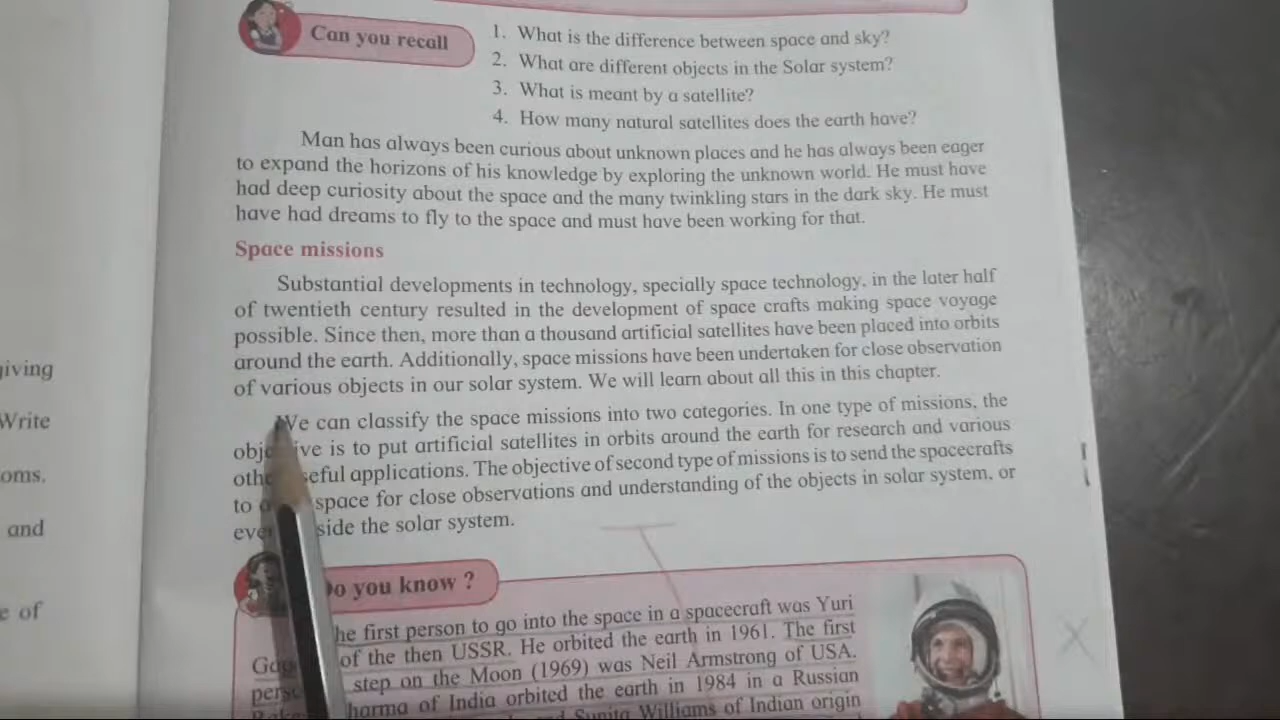 Can you recall
1. What is the difference between space and sky?
2. What are different objects in the Solar system?
3. What is meant by a satellite?
4. How many natural satellites does the earth have?
Man has always been curious about unknown places and he has always been eager
to expand the horizons of his knowledge by exploring the unknown world. He must have
had deep curiosity about the space and the many twinkling stars in the dark sky. He must
have had dreams to fly to the space and must have been working for that.
Space missions
Substantial developments in technology, specially space technology, in the later half
of twentieth century resulted in the development of space crafts making space voyage
possible. Since then, more than a thousand artificial satellites have been placed into orbits
around the earth. Additionally, space missions have been undertaken for close observation
of various objects in our solar system. We will learn about all this in this chapter.
We can classify the space missions into two categories. In one type of missions, the
is to put artificial satellites in orbits around the earth for research and various
applications. The objective of second type of missions is to send the spacecrafts
to space for close observations and understanding of the objects in solar system, or
the solar system.
you know ?
first person to go into the space in a spacecraft was Yuri
of the then USSR. He orbited the earth in 1961. The first
step on the Moon (1969) was Neil Armstrong of USA.
of India orbited the earth in 1984 in a Russian
Sunita Williams of Indian origin
giving
Write
oms.
and
e of